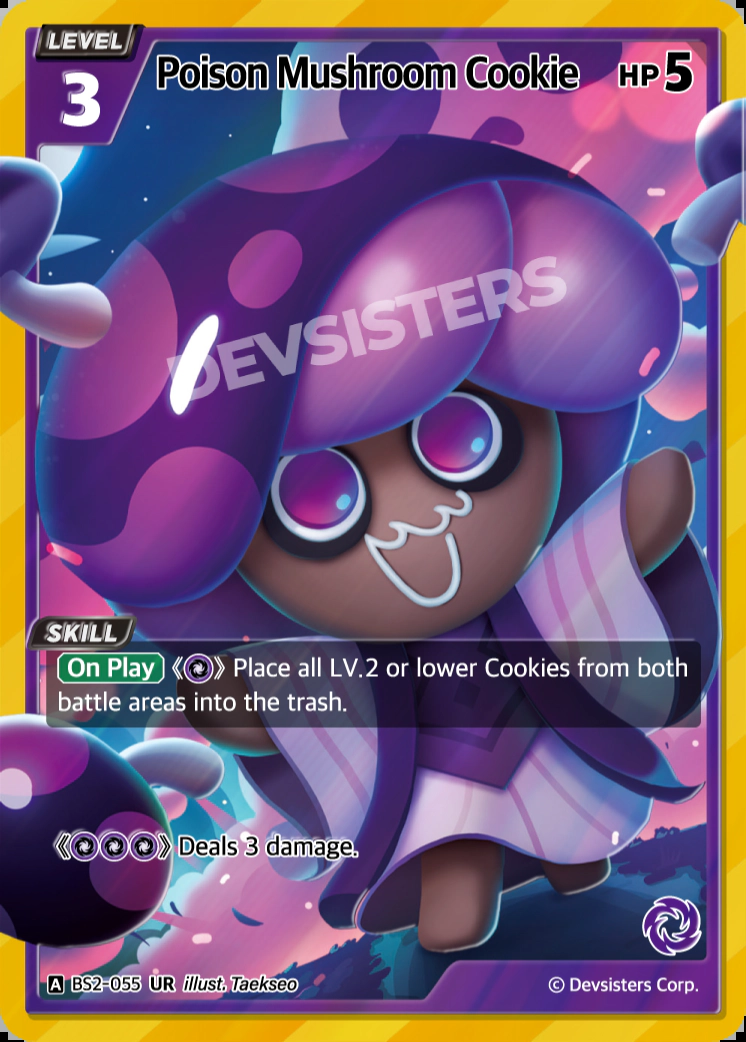 LEVEL
3
Poison Mushroom Cookie HP 5
DEVSISTERS
SKILL
On Play 《》 Place all LV.2 or lower Cookies from both
battle areas into the trash.
《》 Deals 3 damage.
A BS2-055 UR illust. Taekseo
© Devsisters Corp.